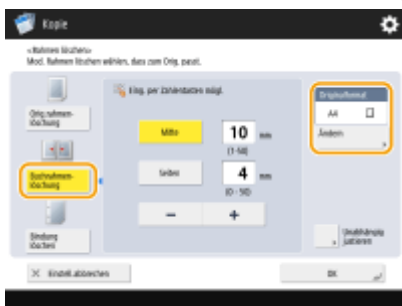 Kopie
<Rahmen löschen>
Mod. Rahmen löschen wählen, dass zum Orig. passt.
Orig.rahmen-
löschung
Buchrahmen-
löschung
Bindung
löschen
Eing. per Zahlentasten mögl.
Mitte
10 mm
(1-50)
Seiten
4 mm
(0 - 50)
−
+
Originalformat
A4
Ändern
Unabhängig
justieren
× Einstell. abbrechen
OK